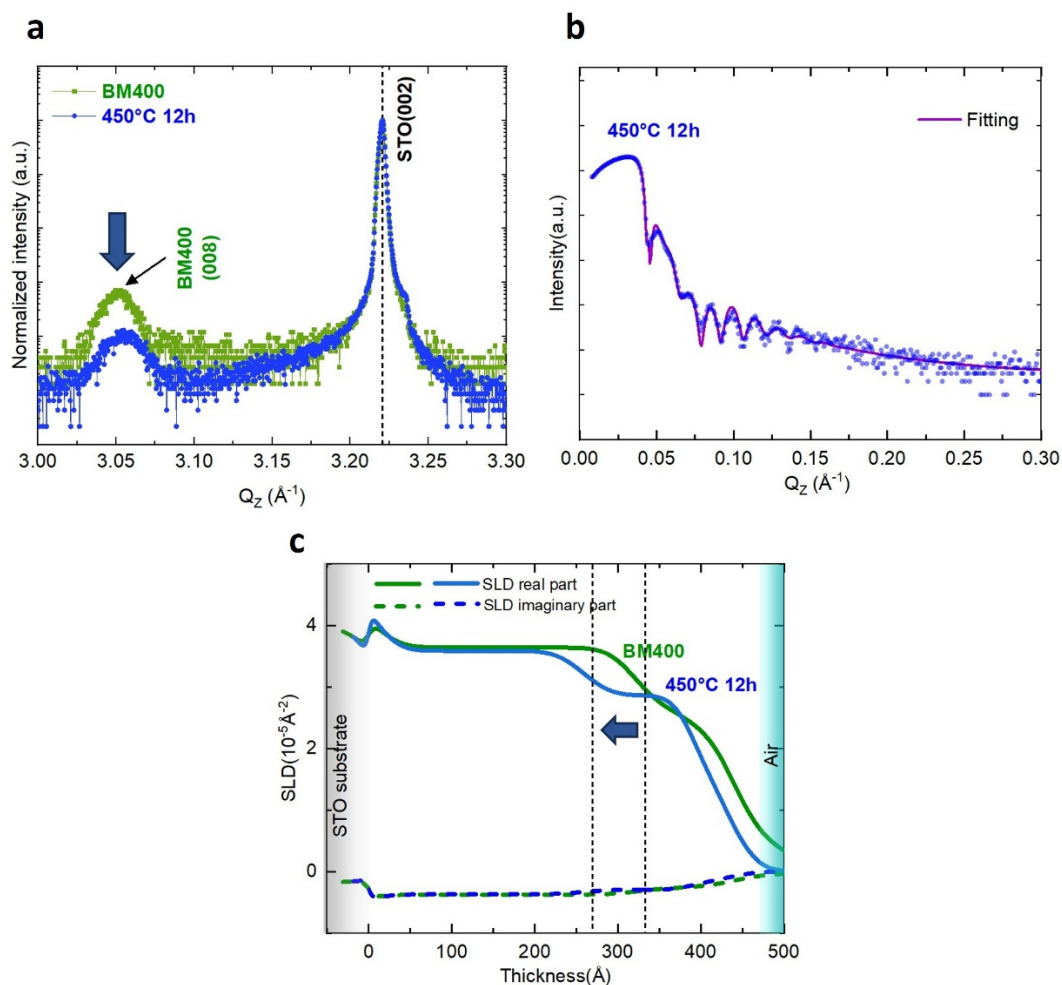 a
BM400
450°C 12h
STO(002)
BM400
(008)
Normalized intensity (a.u.)
3.00 3.05 3.10 3.15 3.20 3.25 3.30
QZ (Å-1)
b
450°C 12h
Fitting
Intensity(a.u.)
0.00 0.05 0.10 0.15 0.20 0.25 0.30
QZ (Å-1)
c
SLD real part
SLD imaginary part
BM400
450°C 12h
STO substrate
Air
SLD(10-5Å-2)
4
2
0
0 100 200 300 400 500
Thickness(Å)